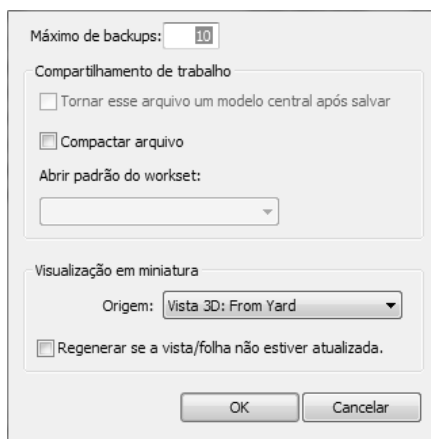 Máximo de backups: 10
Compartilhamento de trabalho
Tornar esse arquivo um modelo central após salvar
Compactar arquivo
Abrir padrão do workset:
Visualização em miniatura
Origem: Vista 3D: From Yard
Regenerar se a vista/folha não estiver atualizada.
OK Cancelar